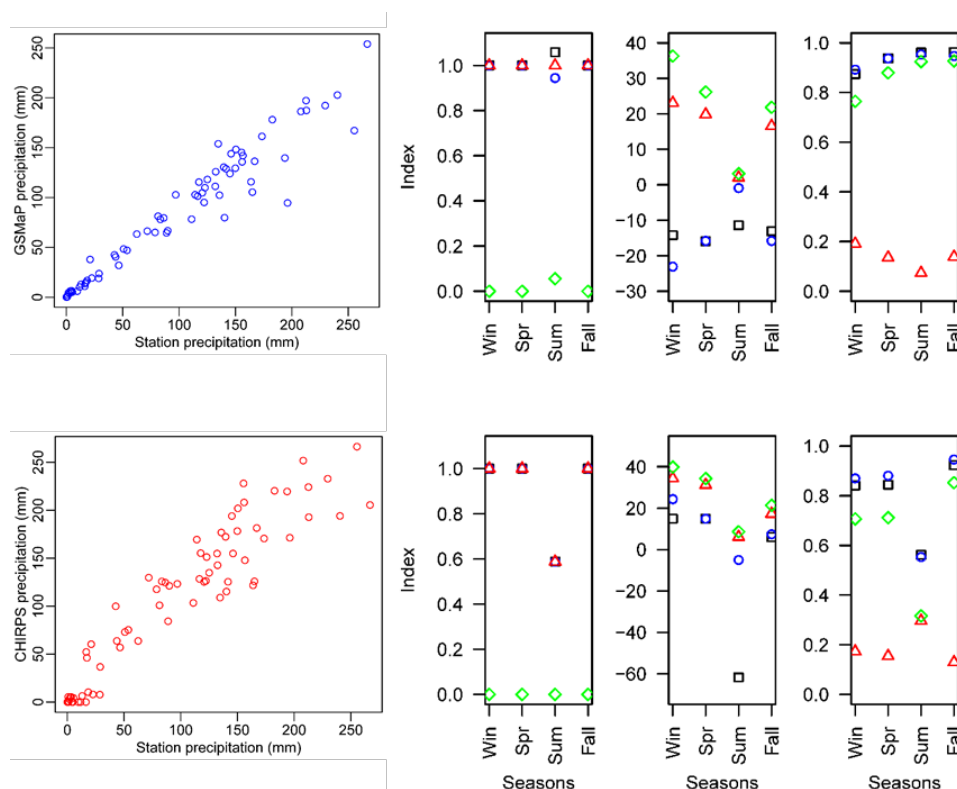 GSMaP precipitation (mm)
250
200
150
100
50
0
0 50 100 150 200 250
Station precipitation (mm)
Index
1.0
0.8
0.6
0.4
0.2
0.0
Win Spr Sum Fall
40
30
20
10
0
−10
−20
−30
Win Spr Sum Fall
1.0
0.8
0.6
0.4
0.2
0.0
Win Spr Sum Fall
CHIRPS precipitation (mm)
250
200
150
100
50
0
0 50 100 150 200 250
Station precipitation (mm)
Index
1.0
0.8
0.6
0.4
0.2
0.0
Win Spr Sum Fall
Seasons
40
20
0
−20
−40
−60
Win Spr Sum Fall
Seasons
1.0
0.8
0.6
0.4
0.2
0.0
Win Spr Sum Fall
Seasons